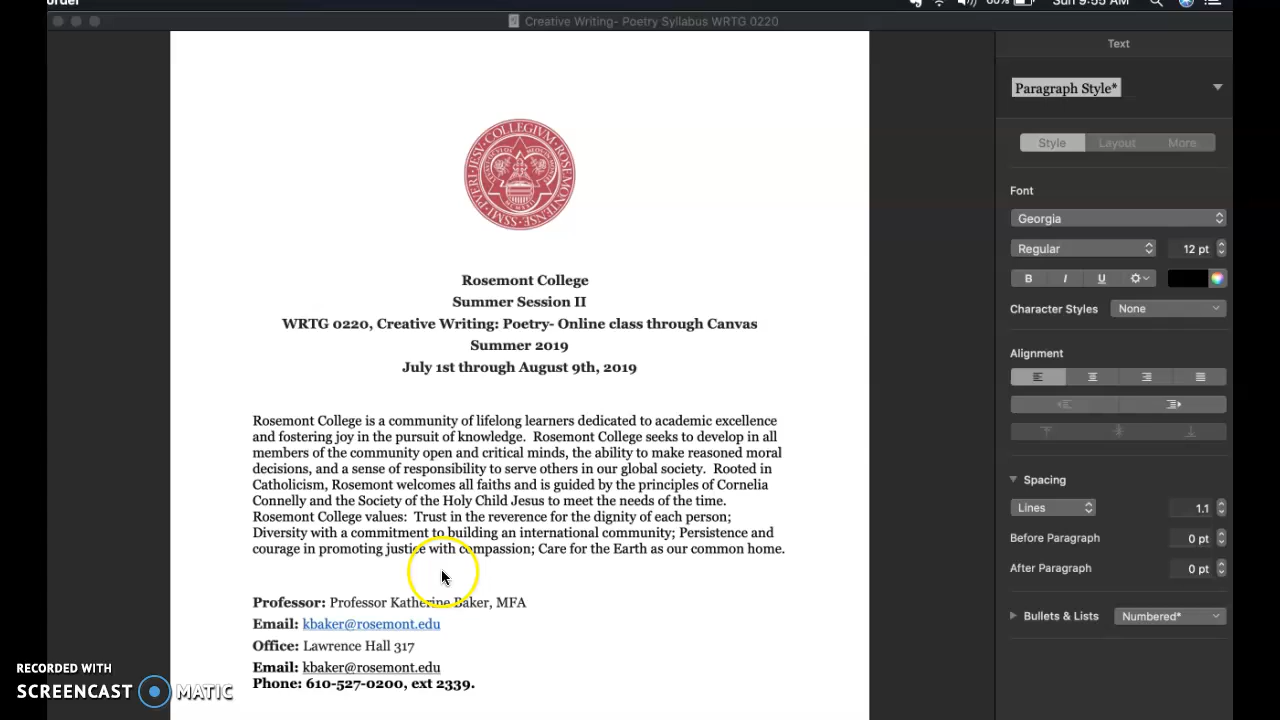 60%
Sun 9:55 AM
Creative Writing- Poetry Syllabus WRTG 0220
Text
Paragraph Style*
Style Layout More
Font
Georgia
Regular 12 pt
B I U
Character Styles None
Alignment
Spacing
Lines 1.1
Before Paragraph 0 pt
After Paragraph 0 pt
Bullets & Lists Numbered*
Rosemont College
Summer Session II
WRTG 0220, Creative Writing: Poetry- Online class through Canvas
Summer 2019
July 1st through August 9th, 2019
Rosemont College is a community of lifelong learners dedicated to academic excellence
and fostering joy in the pursuit of knowledge.  Rosemont College seeks to develop in all
members of the community open and critical minds, the ability to make reasoned moral
decisions, and a sense of responsibility to serve others in our global society.  Rooted in
Catholicism, Rosemont welcomes all faiths and is guided by the principles of Cornelia
Connelly and the Society of the Holy Child Jesus to meet the needs of the time.
Rosemont College values:  Trust in the reverence for the dignity of each person;
Diversity with a commitment to building an international community; Persistence and
courage in promoting justice with compassion; Care for the Earth as our common home.
Professor: Professor Katherine Baker, MFA
Email: kbaker@rosemont.edu
Office: Lawrence Hall 317
Email: kbaker@rosemont.edu
Phone: 610-527-0200, ext 2339.
RECORDED WITH
SCREENCAST MATIC